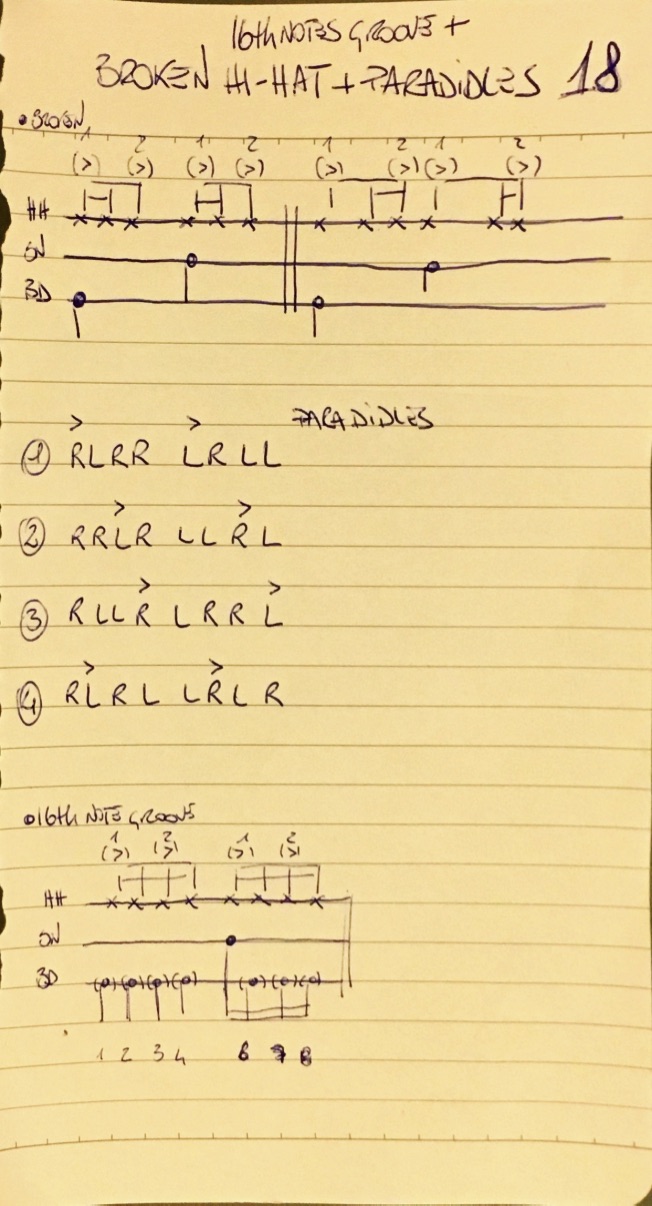 16th NOTES GROOVE +
BROKEN HI-HAT + PARADIDLES 18
• BROKEN
1 2 1 2 1 2 1 2
(>) (>) (>) (>) (>) (>) (>) (>)
HH
SN
BD
PARADIDLES
> >
① RLRR LRLL
> >
② RRLR LLRL
> >
③ RLLR LRRL
> >
④ RLRL LRLR
• 16th NOTE GROOVE
1 2 1 2
(>) (>) (>) (>)
HH
SN
BD
1 2 3 4 6 7 8